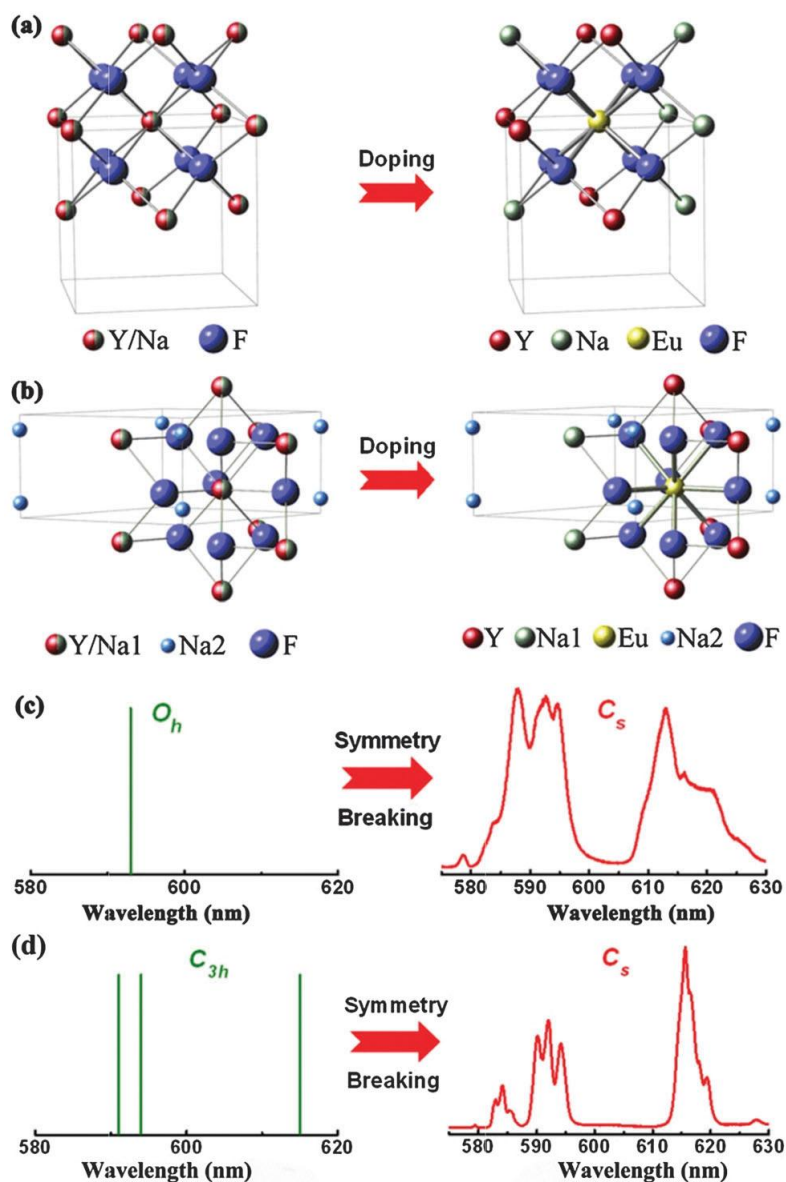 (a)
Doping
Y/Na F
Y Na Eu F
(b)
Doping
Y/Na1 Na2 F
Y Na1 Eu Na2 F
(c)
Oh
Symmetry
Breaking
Cs
580 600 620
Wavelength (nm)
580 590 600 610 620 630
Wavelength (nm)
(d)
C3h
Symmetry
Breaking
Cs
580 600 620
Wavelength (nm)
580 590 600 610 620 630
Wavelength (nm)